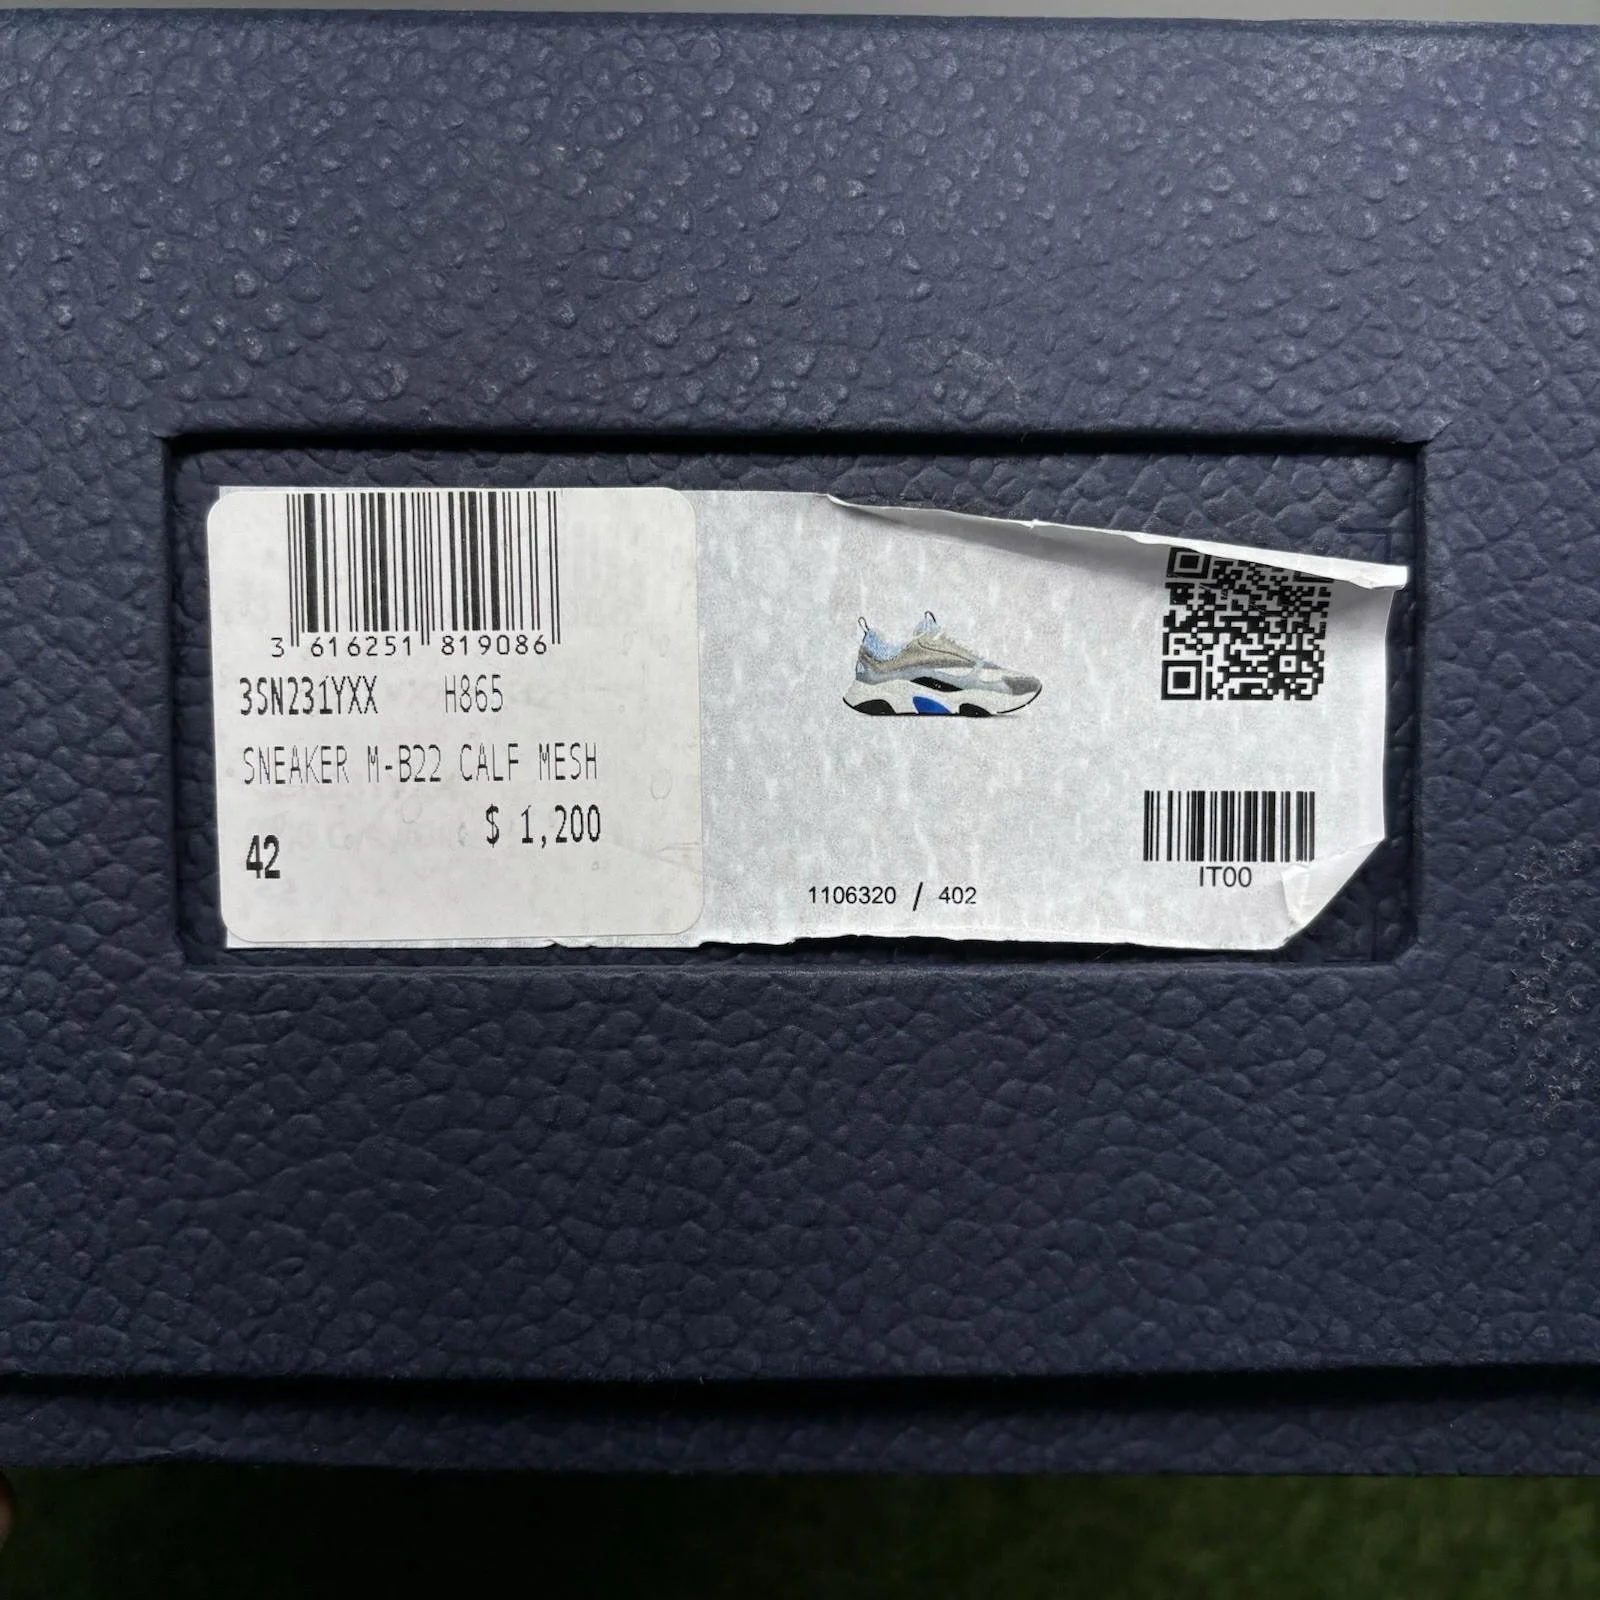 3 616251 819086
3SN231YXX H865
SNEAKER M-B22 CALF MESH
$ 1,200
42
1106320 / 402
IT00